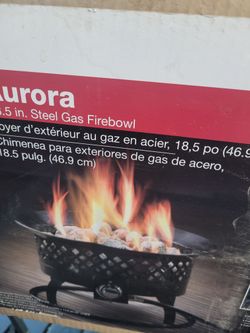 Aurora
.5 in. Steel Gas Firebowl
oyer d'extérieur au gaz en acier, 18,5 po (46.9
Chimenea para exteriores de gas de acero,
18.5 pulg. (46.9 cm)